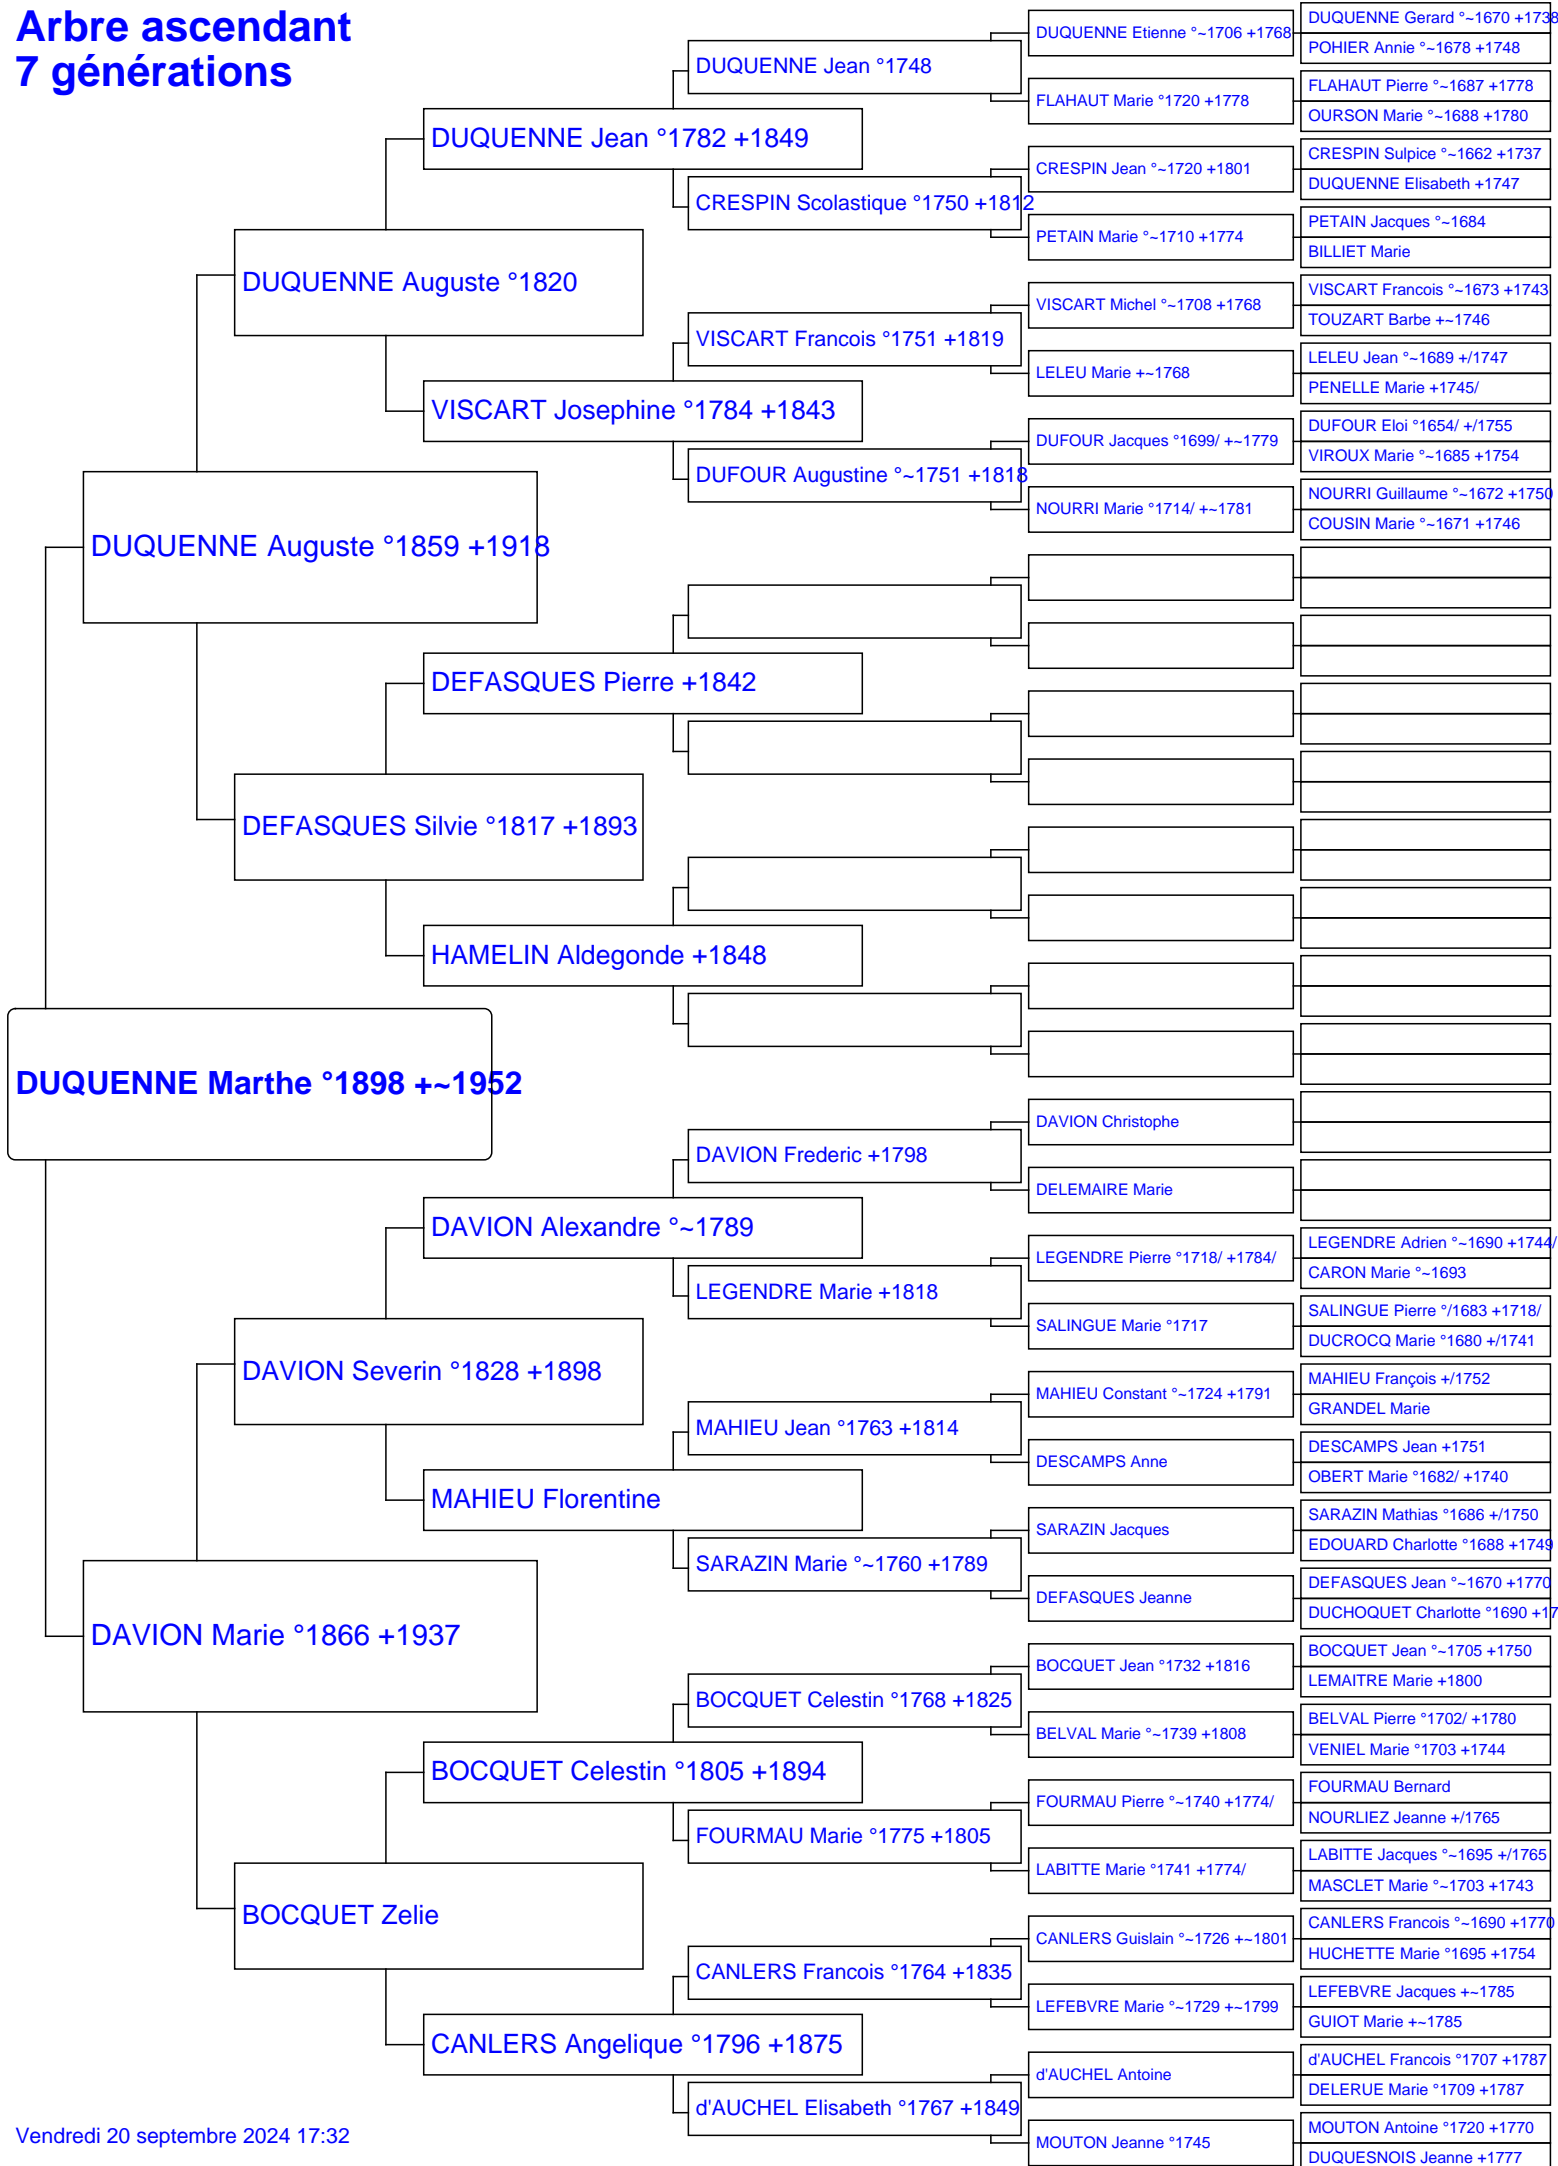 Arbre ascendant
7 générations
DUQUENNE Marthe °1898 +~1952
DUQUENNE Auguste °1859 +1918
DAVION Marie °1866 +1937
DUQUENNE Auguste °1820
DEFASQUES Silvie °1817 +1893
DAVION Severin °1828 +1898
BOCQUET Zelie
DUQUENNE Jean °1782 +1849
VISCART Josephine °1784 +1843
DEFASQUES Pierre +1842
HAMELIN Aldegonde +1848
DAVION Alexandre °~1789
MAHIEU Florentine
BOCQUET Celestin °1805 +1894
CANLERS Angelique °1796 +1875
DUQUENNE Jean °1748
CRESPIN Scolastique °1750 +1812
VISCART Francois °1751 +1819
DUFOUR Augustine °~1751 +1818
DAVION Frederic +1798
LEGENDRE Marie +1818
MAHIEU Jean °1763 +1814
SARAZIN Marie °~1760 +1789
BOCQUET Celestin °1768 +1825
FOURMAU Marie °1775 +1805
CANLERS Francois °1764 +1835
d'AUCHEL Elisabeth °1767 +1849
DUQUENNE Etienne °~1706 +1768
FLAHAUT Marie °1720 +1778
CRESPIN Jean °~1720 +1801
PETAIN Marie °~1710 +1774
VISCART Michel °~1708 +1768
LELEU Marie +~1768
DUFOUR Jacques °1699/ +~1779
NOURRI Marie °1714/ +~1781
DAVION Christophe
DELEMAIRE Marie
LEGENDRE Pierre °1718/ +1784/
SALINGUE Marie °1717
MAHIEU Constant °~1724 +1791
DESCAMPS Anne
SARAZIN Jacques
DEFASQUES Jeanne
BOCQUET Jean °1732 +1816
BELVAL Marie °~1739 +1808
FOURMAU Pierre °~1740 +1774/
LABITTE Marie °1741 +1774/
CANLERS Guislain °~1726 +~1801
LEFEBVRE Marie °~1729 +~1799
d'AUCHEL Antoine
MOUTON Jeanne °1745
DUQUENNE Gerard °~1670 +1738
POHIER Annie °~1678 +1748
FLAHAUT Pierre °~1687 +1778
OURSON Marie °~1688 +1780
CRESPIN Sulpice °~1662 +1737
DUQUENNE Elisabeth +1747
PETAIN Jacques °~1684
BILLIET Marie
VISCART Francois °~1673 +1743
TOUZART Barbe +~1746
LELEU Jean °~1689 +/1747
PENELLE Marie +1745/
DUFOUR Eloi °1654/ +/1755
VIROUX Marie °~1685 +1754
NOURRI Guillaume °~1672 +1750
COUSIN Marie °~1671 +1746
LEGENDRE Adrien °~1690 +1744/
CARON Marie °~1693
SALINGUE Pierre °/1683 +1718/
DUCROCQ Marie °1680 +/1741
MAHIEU François +/1752
GRANDEL Marie
DESCAMPS Jean +1751
OBERT Marie °1682/ +1740
SARAZIN Mathias °1686 +/1750
EDOUARD Charlotte °1688 +1749
DEFASQUES Jean °~1670 +1770
DUCHOQUET Charlotte °1690 +17
BOCQUET Jean °~1705 +1750
LEMAITRE Marie +1800
BELVAL Pierre °1702/ +1780
VENIEL Marie °1703 +1744
FOURMAU Bernard
NOURLIEZ Jeanne +/1765
LABITTE Jacques °~1695 +/1765
MASCLET Marie °~1703 +1743
CANLERS Francois °~1690 +1770
HUCHETTE Marie °1695 +1754
LEFEBVRE Jacques +~1785
GUIOT Marie +~1785
d'AUCHEL Francois °1707 +1787
DELERUE Marie °1709 +1787
MOUTON Antoine °1720 +1770
DUQUESNOIS Jeanne +1777
Vendredi 20 septembre 2024 17:32